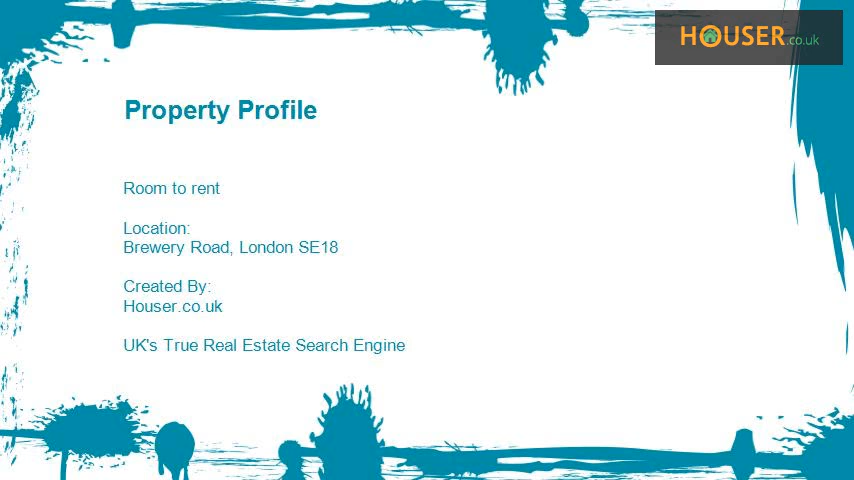 HOUSER.co.uk
Property Profile
Room to rent
Location:
Brewery Road, London SE18
Created By:
Houser.co.uk
UK's True Real Estate Search Engine